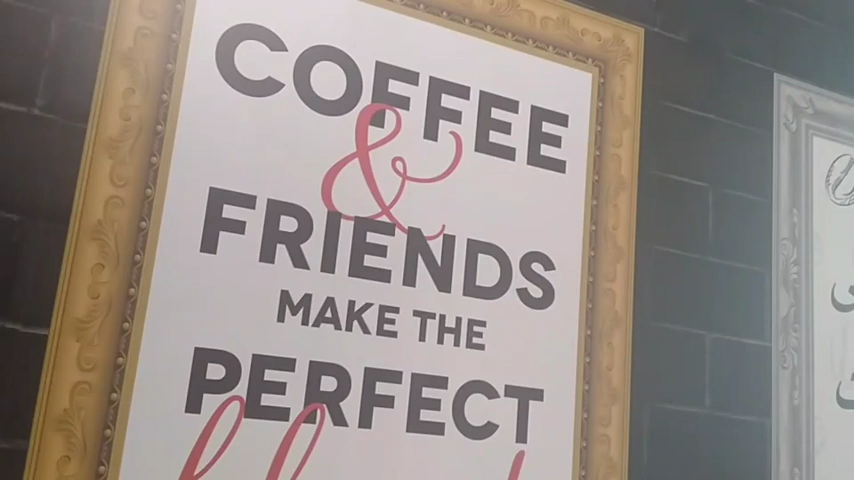 COFFEE
&
FRIENDS
MAKE THE
PERFECT